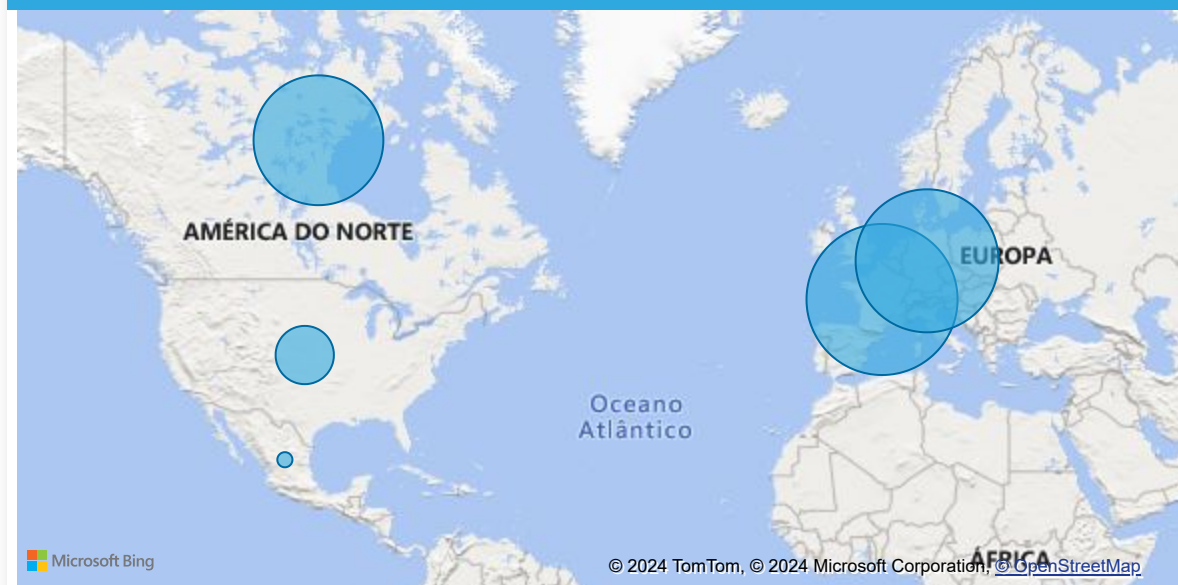 AMÉRICA DO NORTE
EUROPA
Oceano
Atlântico
ÁFRICA
Microsoft Bing
© 2024 TomTom, © 2024 Microsoft Corporation, © OpenStreetMap